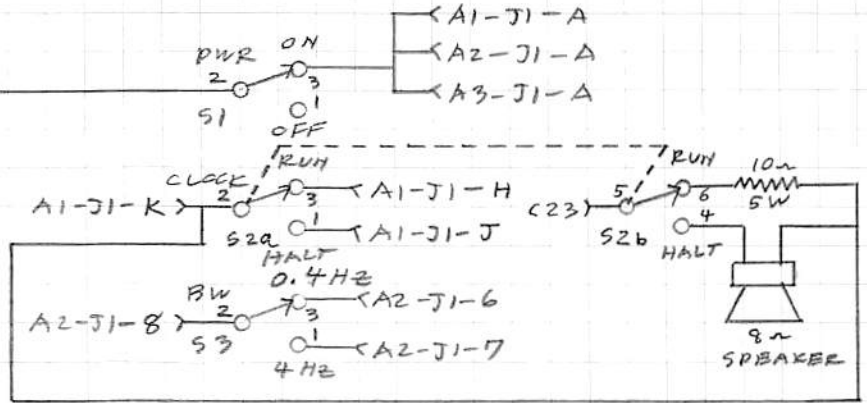 A1-J1-A
PWR
ON
2
3
A2-J1-A
S1
1
A3-J1-A
OFF
RUN
RUN
10Ω
CLOCK
A1-J1-K
2
3
A1-J1-H
(23)
5
6
5W
S2a
1
A1-J1-J
S2b
4
HALT
HALT
0.4HZ
BW
A2-J1-8
2
3
A2-J1-6
S3
1
A2-J1-7
8Ω
4HZ
SPEAKER